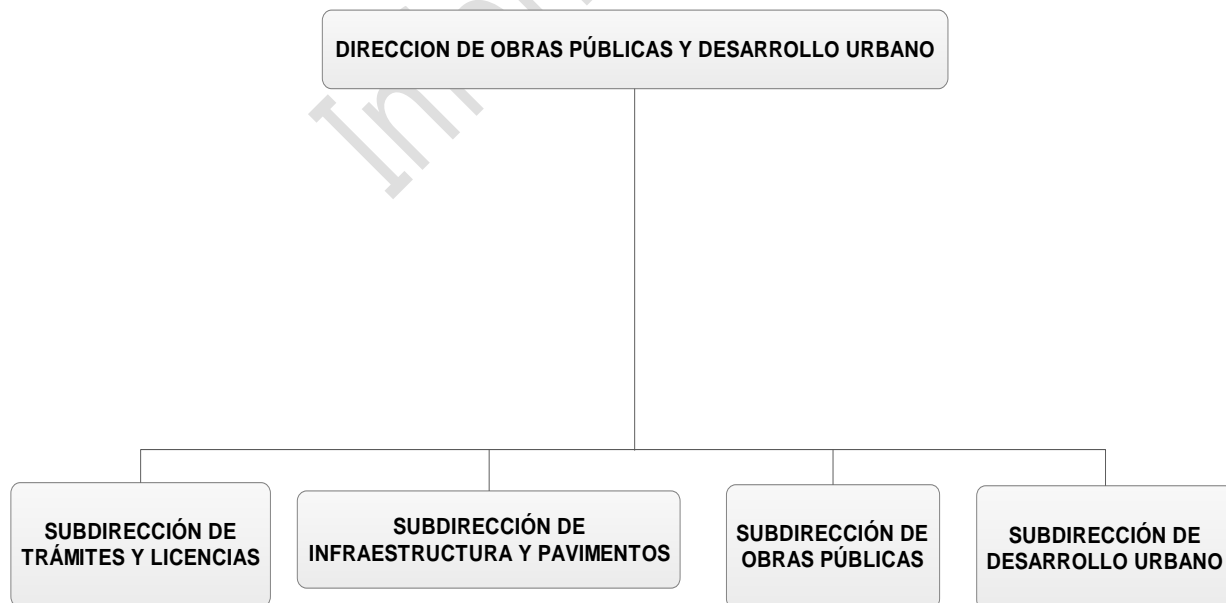 DIRECCION DE OBRAS PÚBLICAS Y DESARROLLO URBANO
SUBDIRECCIÓN DE
TRÁMITES Y LICENCIAS
SUBDIRECCIÓN DE
INFRAESTRUCTURA Y PAVIMENTOS
SUBDIRECCIÓN DE
OBRAS PÚBLICAS
SUBDIRECCIÓN DE
DESARROLLO URBANO